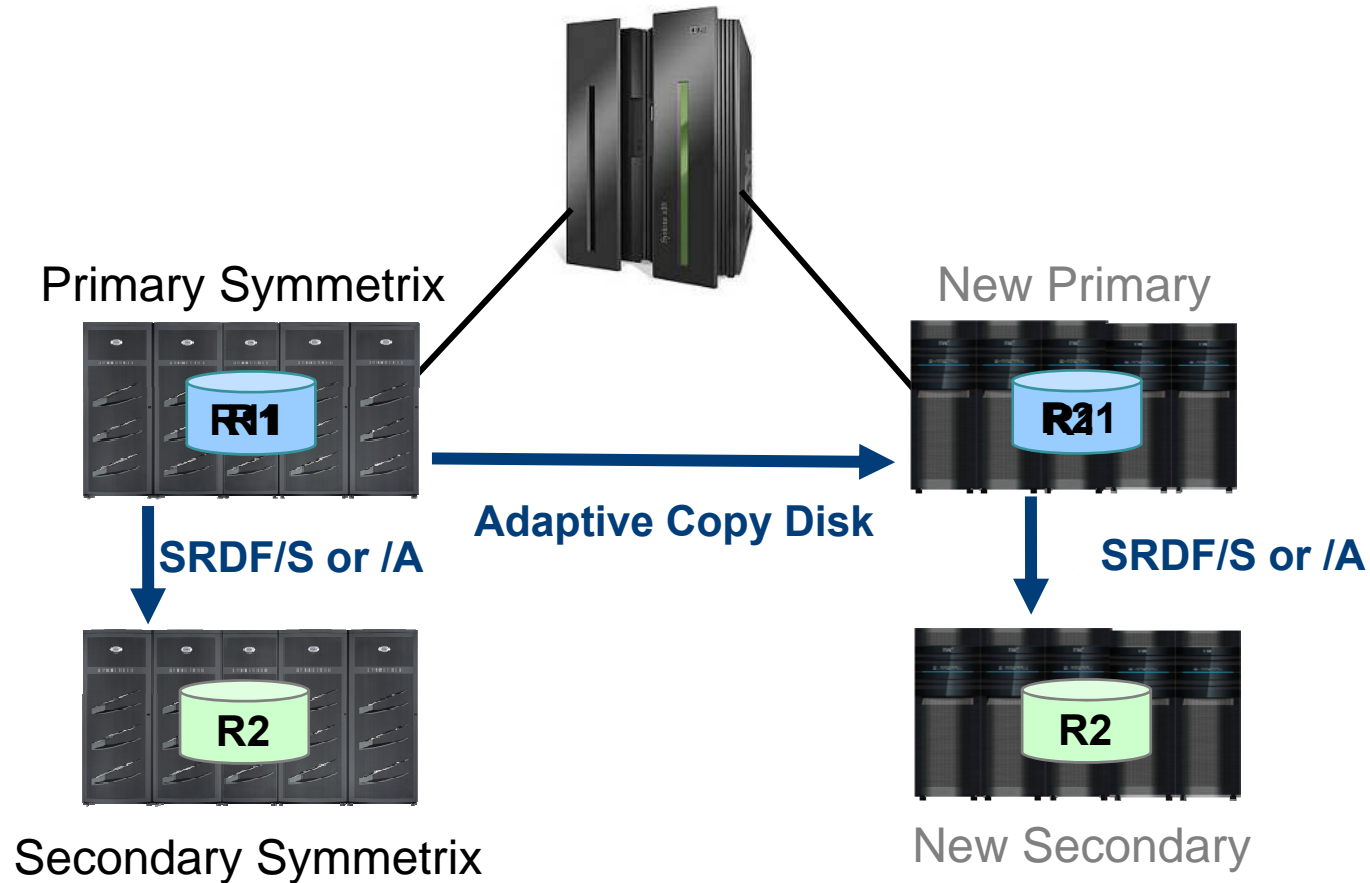 Primary Symmetrix
New Primary
Adaptive Copy Disk
SRDF/S or /A
SRDF/S or /A
R2
R2
Secondary Symmetrix
New Secondary